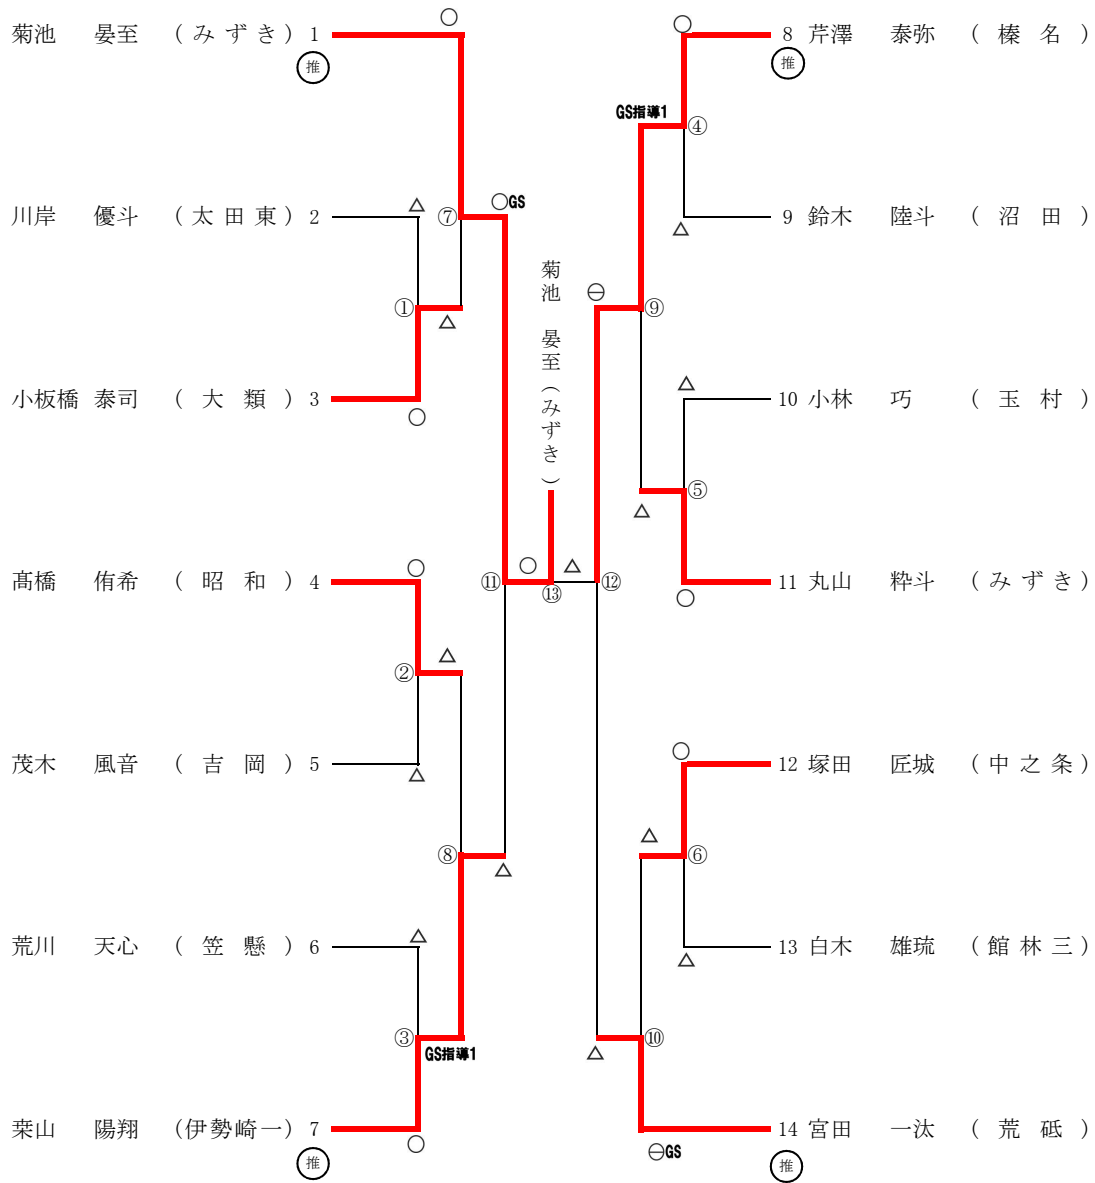 菊池 晏至 (みずき) 1
推
川岸 優斗 (太田東) 2
小板橋 泰司 (大類) 3
髙橋 侑希 (昭和) 4
茂木 風音 (吉岡) 5
荒川 天心 (笠懸) 6
桒山 陽翔 (伊勢崎一) 7
推
①
②
③
GS指導1
⑦
⑧
○GS
⑪
菊池 晏至(みずき)
⑬
⑫
⑨
⑩
⊖GS
GS指導1
④
⑤
⑥
8 芹澤 泰弥 (榛名)
推
9 鈴木 陸斗 (沼田)
10 小林 巧 (玉村)
11 丸山 粋斗 (みずき)
12 塚田 匠城 (中之条)
13 白木 雄琉 (館林三)
14 宮田 一汰 (荒砥)
推